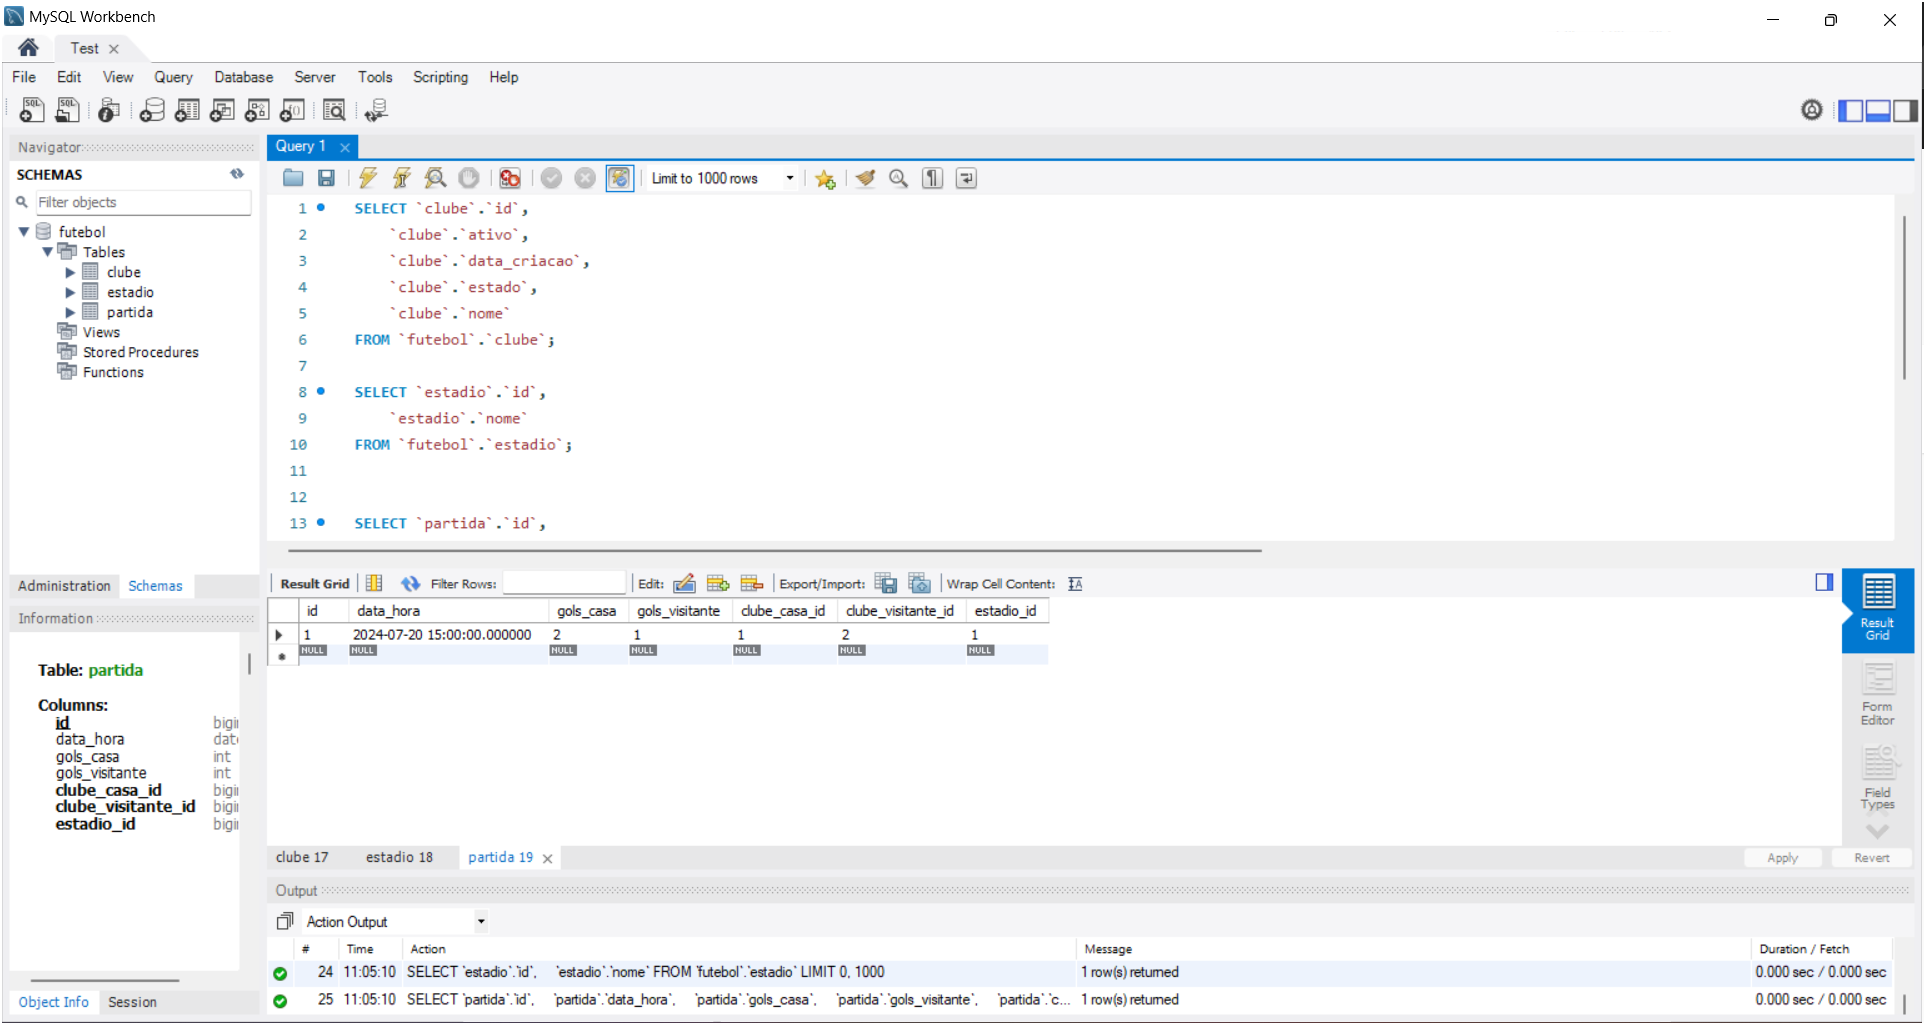 MySQL Workbench
Test
File Edit View Query Database Server Tools Scripting Help
Navigator
SCHEMAS
Filter objects
futebol
Tables
clube
estadio
partida
Views
Stored Procedures
Functions
Administration Schemas
Information
Table: partida
Columns:
id bigi
data_hora dat
gols_casa int
gols_visitante int
clube_casa_id bigi
clube_visitante_id bigi
estadio_id bigi
Object Info Session
Query 1
Limit to 1000 rows
1 SELECT `clube`.`id`,
2 `clube`.`ativo`,
3 `clube`.`data_criacao`,
4 `clube`.`estado`,
5 `clube`.`nome`
6 FROM `futebol`.`clube`;
7
8 SELECT `estadio`.`id`,
9 `estadio`.`nome`
10 FROM `futebol`.`estadio`;
11
12
13 SELECT `partida`.`id`,
Result Grid Filter Rows: Edit: Export/Import: Wrap Cell Content:
id data_hora gols_casa gols_visitante clube_casa_id clube_visitante_id estadio_id
1 2024-07-20 15:00:00.000000 2 1 1 2 1
NULL NULL NULL NULL NULL NULL NULL
Result Grid
Form Editor
Field Types
clube 17 estadio 18 partida 19
Apply Revert
Output
Action Output
# Time Action Message Duration / Fetch
24 11:05:10 SELECT `estadio`.`id`, `estadio`.`nome` FROM `futebol`.`estadio` LIMIT 0, 1000 1 row(s) returned 0.000 sec / 0.000 sec
25 11:05:10 SELECT `partida`.`id`, `partida`.`data_hora`, `partida`.`gols_casa`, `partida`.`gols_visitante`, `partida`.`c... 1 row(s) returned 0.000 sec / 0.000 sec